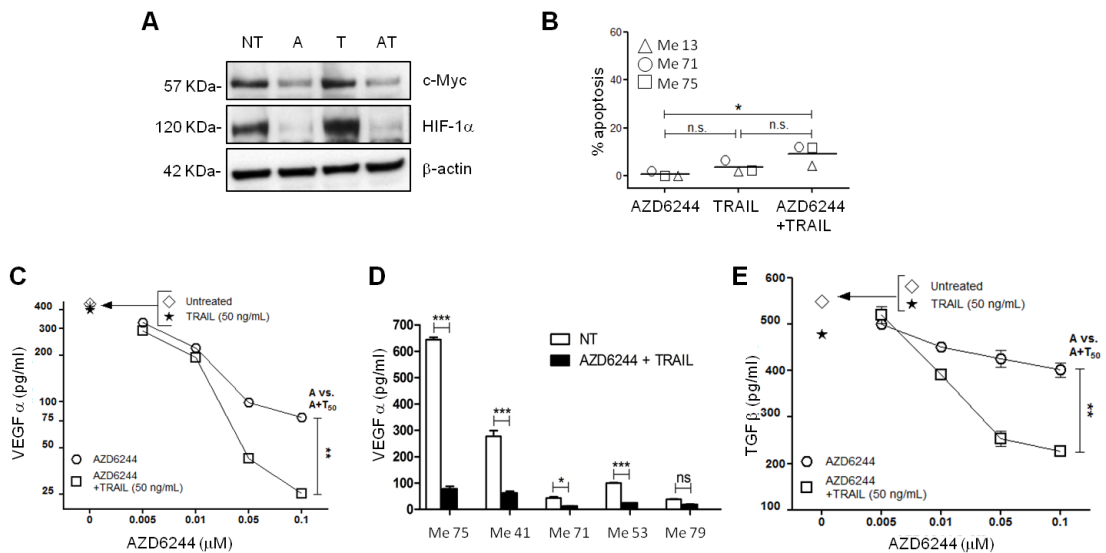 A
NT A T AT
57 KDa- c-Myc
120 KDa- HIF-1α
42 KDa- β-actin
B
60
40
20
0
% apoptosis
Me 13
Me 71
Me 75
*
n.s. n.s.
AZD6244 TRAIL AZD6244
+TRAIL
C
400
300
200
100
75
50
25
VEGF α (pg/ml)
Untreated
TRAIL (50 ng/mL)
A vs.
A+T50
**
AZD6244
AZD6244
+TRAIL (50 ng/mL)
0 0.005 0.01 0.05 0.1
AZD6244 (μM)
D
700
600
500
400
300
200
100
0
VEGF α (pg/ml)
NT
AZD6244 + TRAIL
***
***
*
***
ns
Me 75 Me 41 Me 71 Me 53 Me 79
E
600
500
400
300
200
100
TGF β (pg/ml)
Untreated
TRAIL (50 ng/mL)
A vs.
A+T50
**
AZD6244
AZD6244
+TRAIL (50 ng/mL)
0 0.005 0.01 0.05 0.1
AZD6244 (μM)